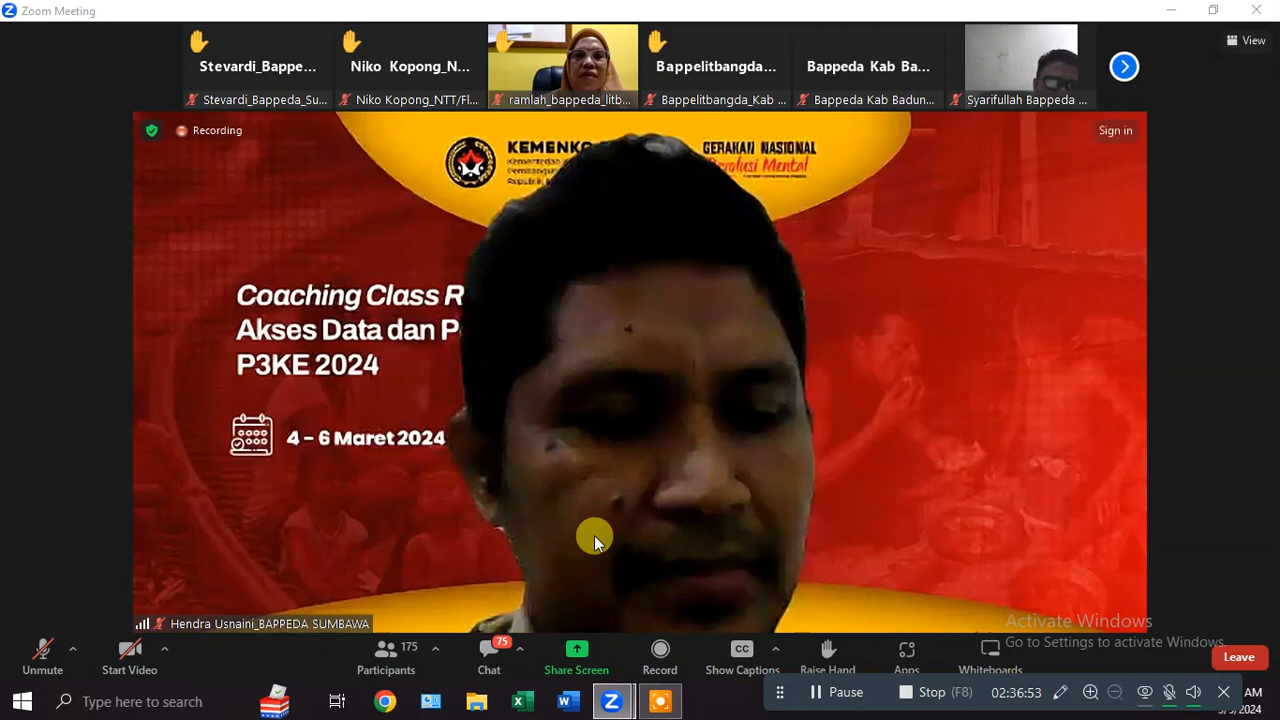 Zoom Meeting
View
Stevardi_Bappe...
Niko Kopong_N...
Bappelitbangda...
Bappeda Kab Ba...
Stevardi_Bappeda_Su...
Niko Kopong_NTT/Fl...
ramlah_bappeda_litb...
Bappelitbangda_Kab ...
Bappeda Kab Badun...
Syarifullah Bappeda ...
Recording
Sign in
KEMENKO
Kementerian
Pembangun
Republik
GERAKAN NASIONAL
Revolusi Mental
Coaching Class R
Akses Data dan P
P3KE 2024
4 - 6 Maret 2024
Hendra Usnaini_BAPPEDA SUMBAWA
Activate Windows
Go to Settings to activate Windows.
Unmute
Start Video
175
Participants
75
Chat
Share Screen
Record
CC
Show Captions
Raise Hand
Apps
Whiteboards
Leave
Type here to search
Pause
Stop (F8)
02:36:53
AM
/2024